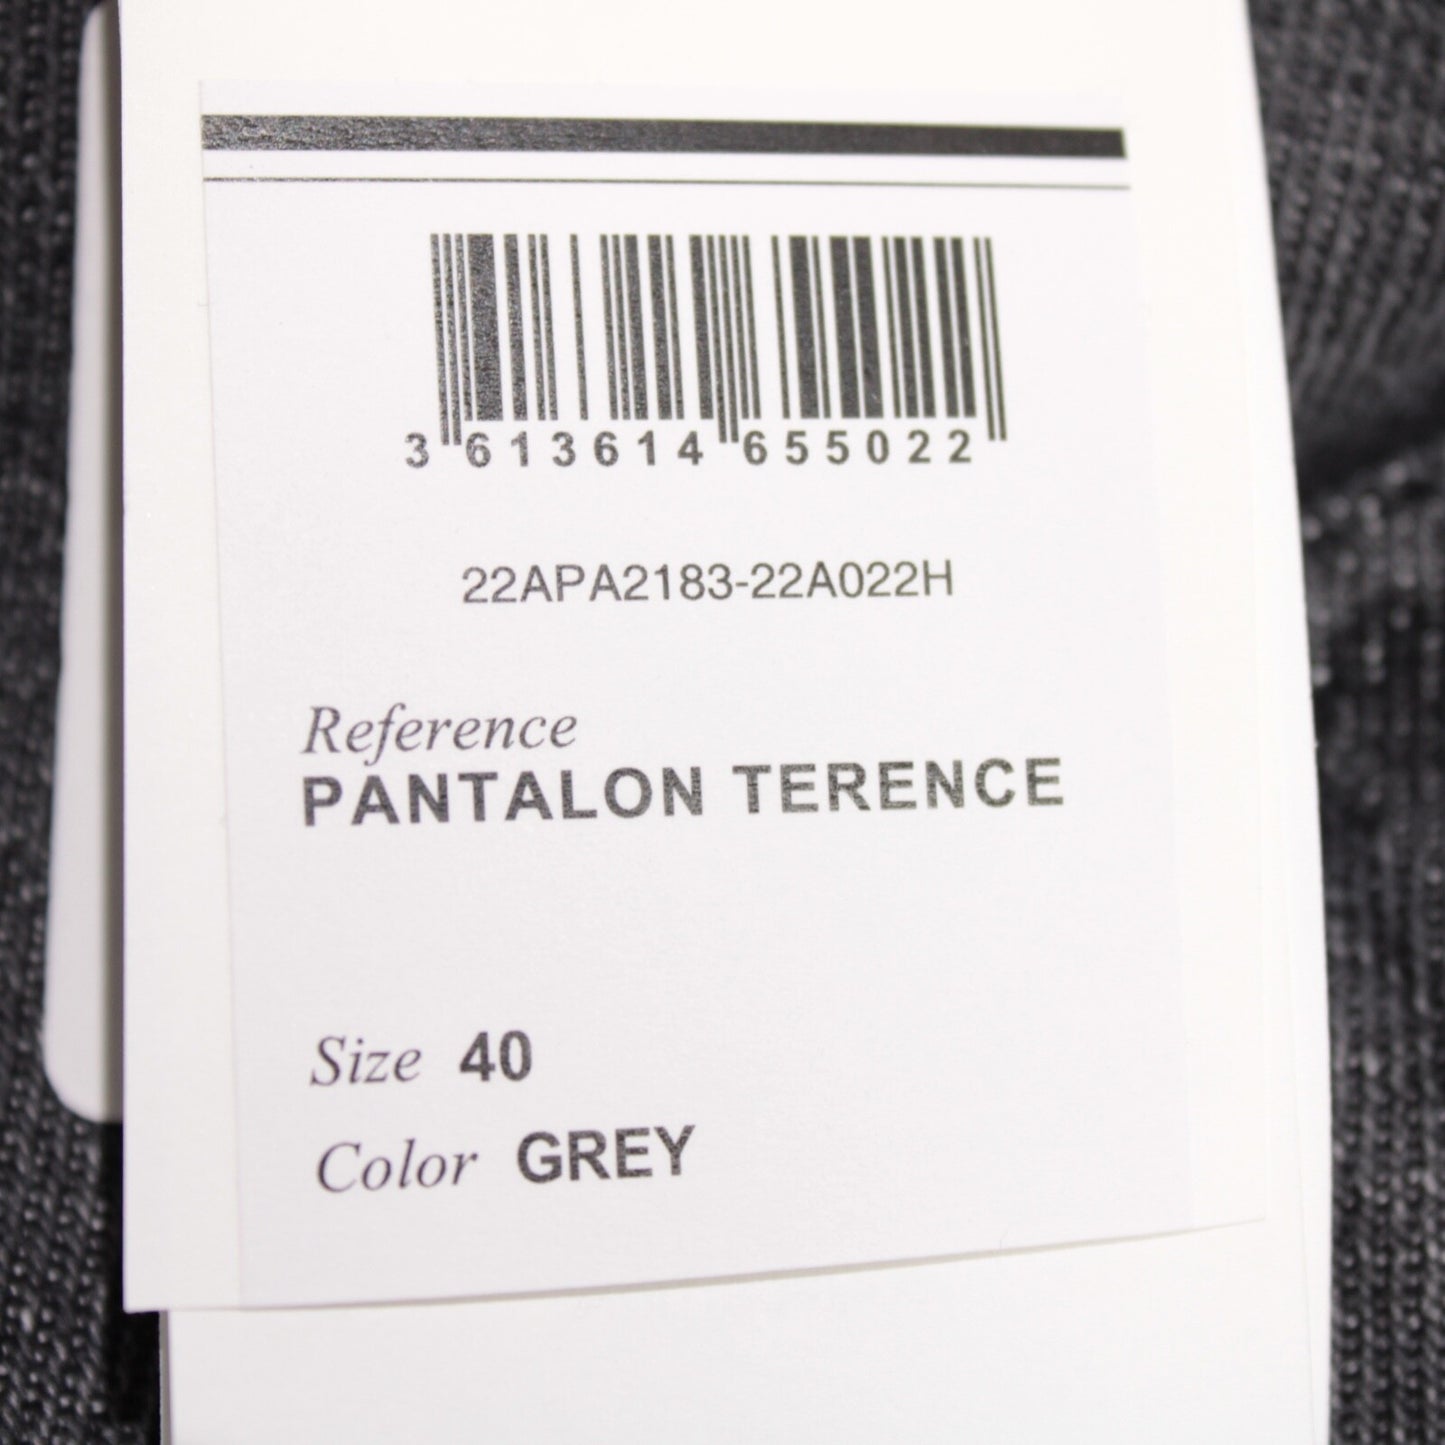 3 613614 655022
22APA2183-22A022H
Reference
PANTALON TERENCE
Size 40
Color GREY